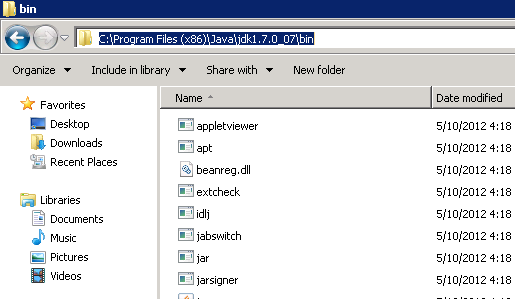 bin
C:\Program Files (x86)\Java\jdk1.7.0_07\bin
Organize Include in library Share with New folder
Favorites
Desktop
Downloads
Recent Places
Libraries
Documents
Music
Pictures
Videos
Name Date modified
appletviewer 5/10/2012 4:18
apt 5/10/2012 4:18
beanreg.dll 5/10/2012 4:18
extcheck 5/10/2012 4:18
idlj 5/10/2012 4:18
jabswitch 5/10/2012 4:18
jar 5/10/2012 4:18
jarsigner 5/10/2012 4:18